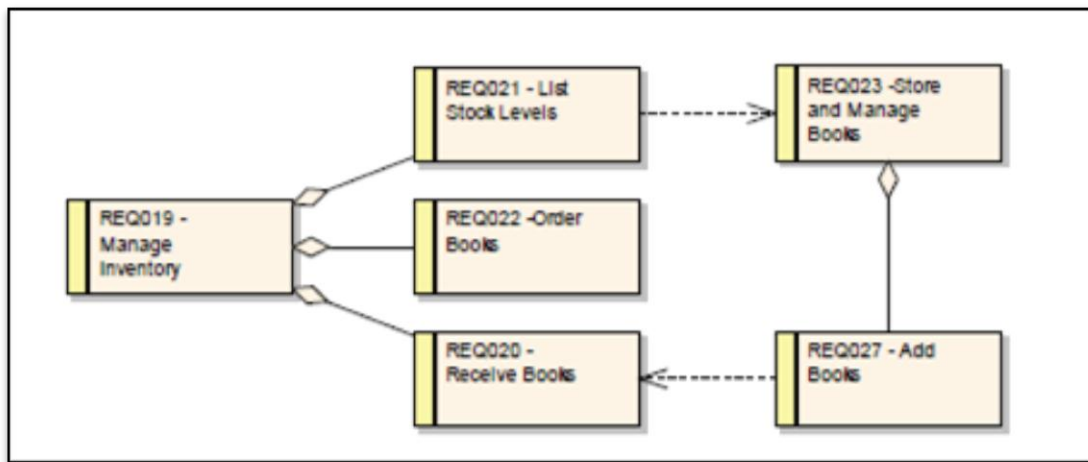 REQ021 - List
Stock Levels
REQ023 -Store
and Manage
Books
REQ019 -
Manage
Inventory
REQ022 -Order
Books
REQ020 -
Receive Books
REQ027 - Add
Books